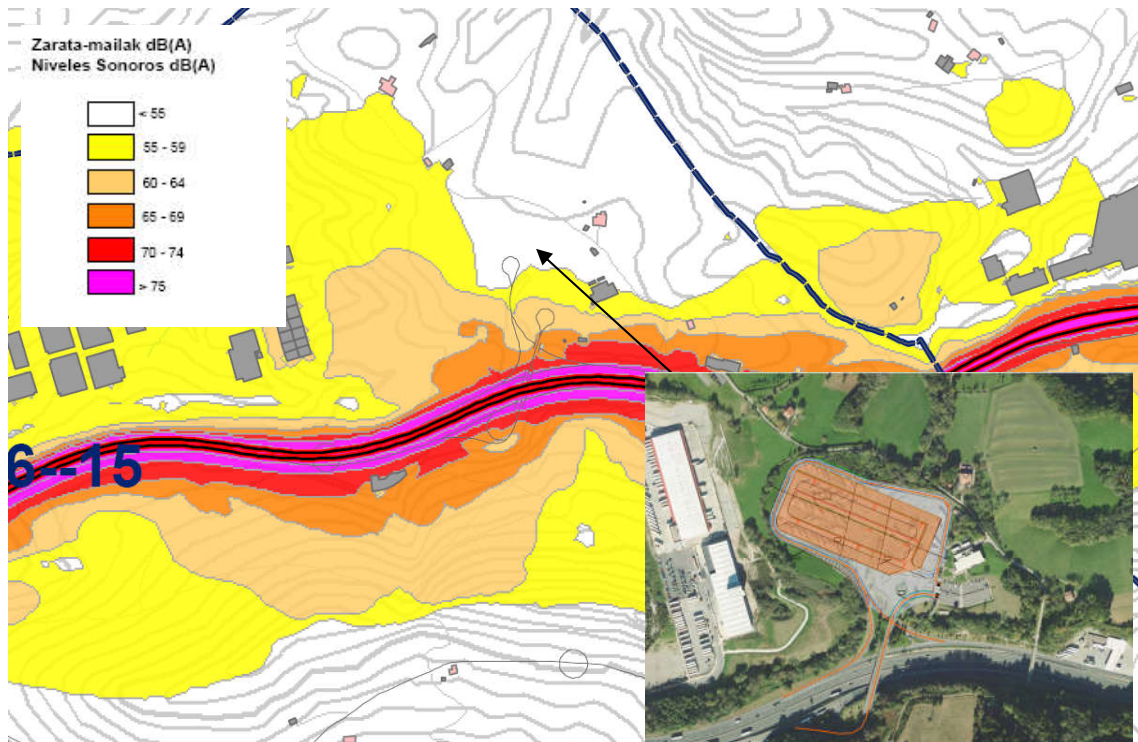 Zarata-mailak dB(A)
Niveles Sonoros dB(A)
< 55
55 - 59
60 - 64
65 - 69
70 - 74
> 75
6--15